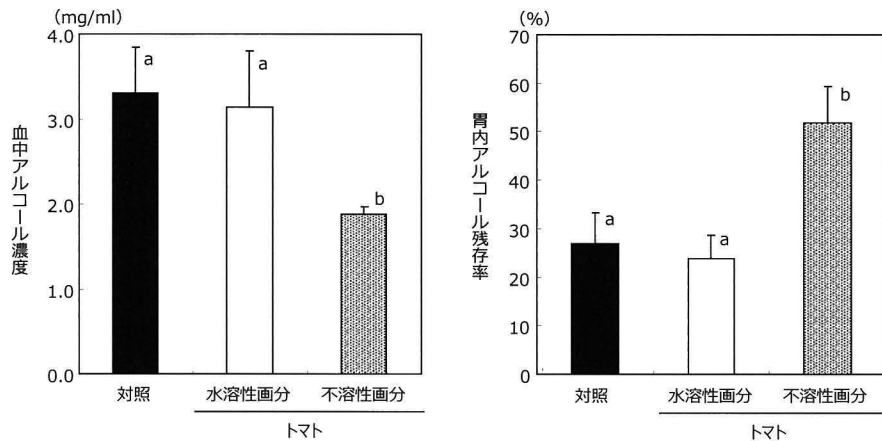 (mg/ml)
4.0
3.0
2.0
1.0
0.0
血中アルコール濃度
a
a
b
対照
水溶性画分
不溶性画分
トマト
(%)
70
60
50
40
30
20
10
0
胃内アルコール残存率
a
a
b
対照
水溶性画分
不溶性画分
トマト